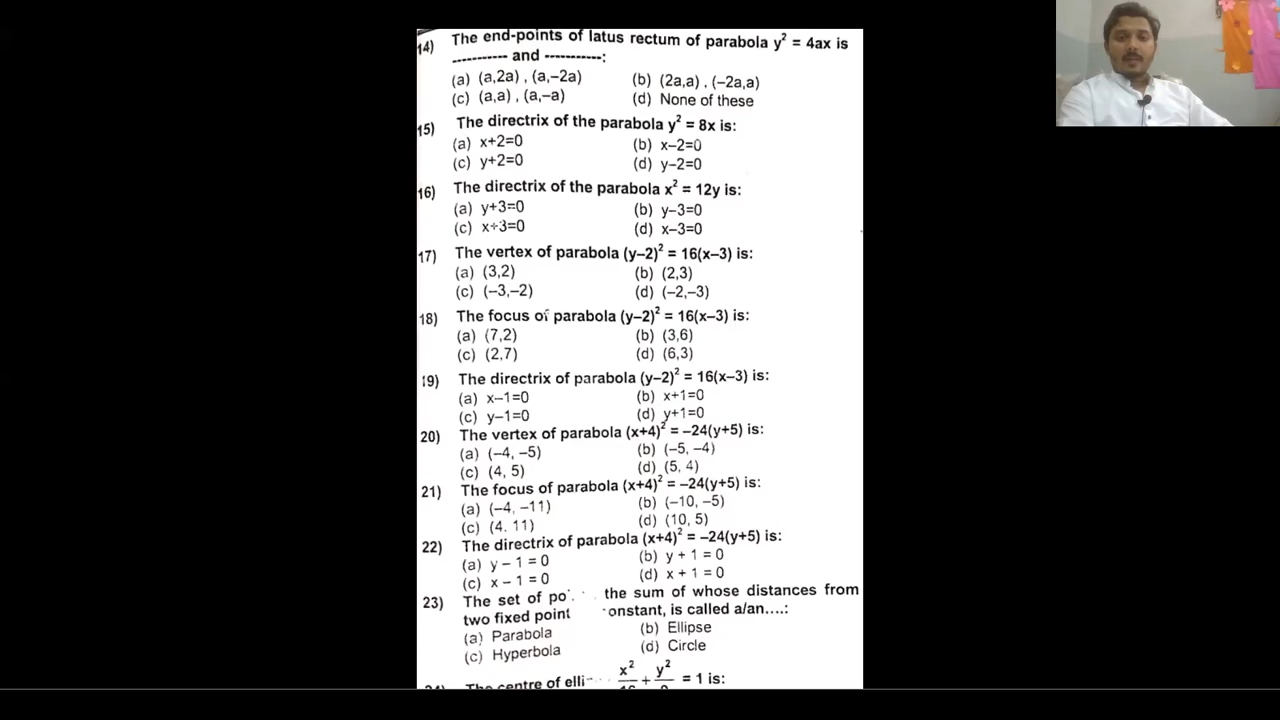 14) The end-points of latus rectum of parabola y² = 4ax is
----------- and -----------:
(a) (a,2a) , (a,–2a) (b) (2a,a) , (–2a,a)
(c) (a,a) , (a,–a) (d) None of these
15) The directrix of the parabola y² = 8x is:
(a) x+2=0 (b) x–2=0
(c) y+2=0 (d) y–2=0
16) The directrix of the parabola x² = 12y is:
(a) y+3=0 (b) y–3=0
(c) x+3=0 (d) x–3=0
17) The vertex of parabola (y–2)² = 16(x–3) is:
(a) (3,2) (b) (2,3)
(c) (–3,–2) (d) (–2,–3)
18) The focus of parabola (y–2)² = 16(x–3) is:
(a) (7,2) (b) (3,6)
(c) (2,7) (d) (6,3)
19) The directrix of parabola (y–2)² = 16(x–3) is:
(a) x–1=0 (b) x+1=0
(c) y–1=0 (d) y+1=0
20) The vertex of parabola (x+4)² = –24(y+5) is:
(a) (–4, –5) (b) (–5, –4)
(c) (4, 5) (d) (5, 4)
21) The focus of parabola (x+4)² = –24(y+5) is:
(a) (–4, –11) (b) (–10, –5)
(c) (4. 11) (d) (10, 5)
22) The directrix of parabola (x+4)² = –24(y+5) is:
(a) y – 1 = 0 (b) y + 1 = 0
(c) x – 1 = 0 (d) x + 1 = 0
23) The set of the sum of whose distances from
two fixed point onstant, is called a/an....:
(a) Parabola (b) Ellipse
(c) Hyperbola (d) Circle
The centre of x² y² = 1 is:
+